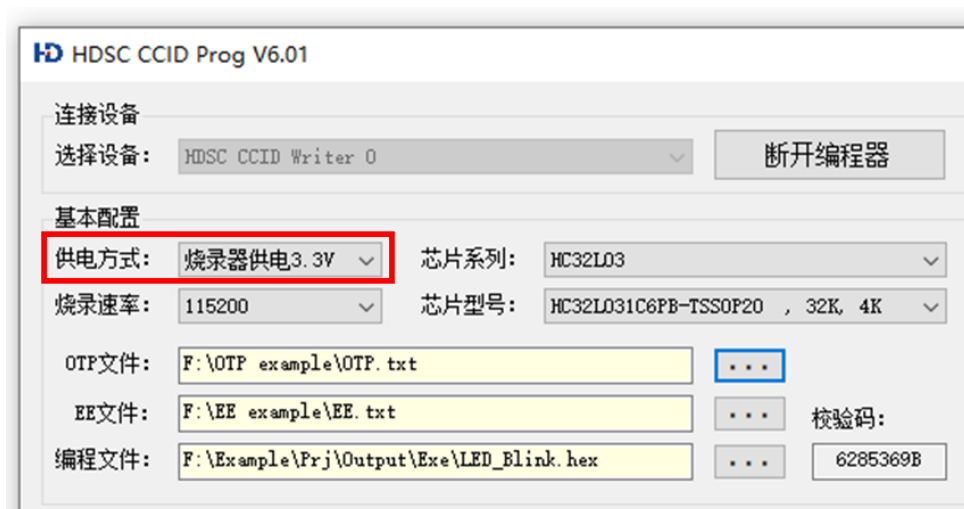 HD HDSC CCID Prog V6.01
连接设备
选择设备： HDSC CCID Writer 0 断开编程器
基本配置
供电方式： 烧录器供电3.3V 芯片系列： HC32L03
烧录速率： 115200 芯片型号： HC32L031C6PB-TSSOP20 , 32K, 4K
OTP文件： F:\OTP example\OTP.txt ...
EE文件： F:\EE example\EE.txt ... 校验码：
编程文件： F:\Example\Prj\Output\Exe\LED_Blink.hex ... 6285369B